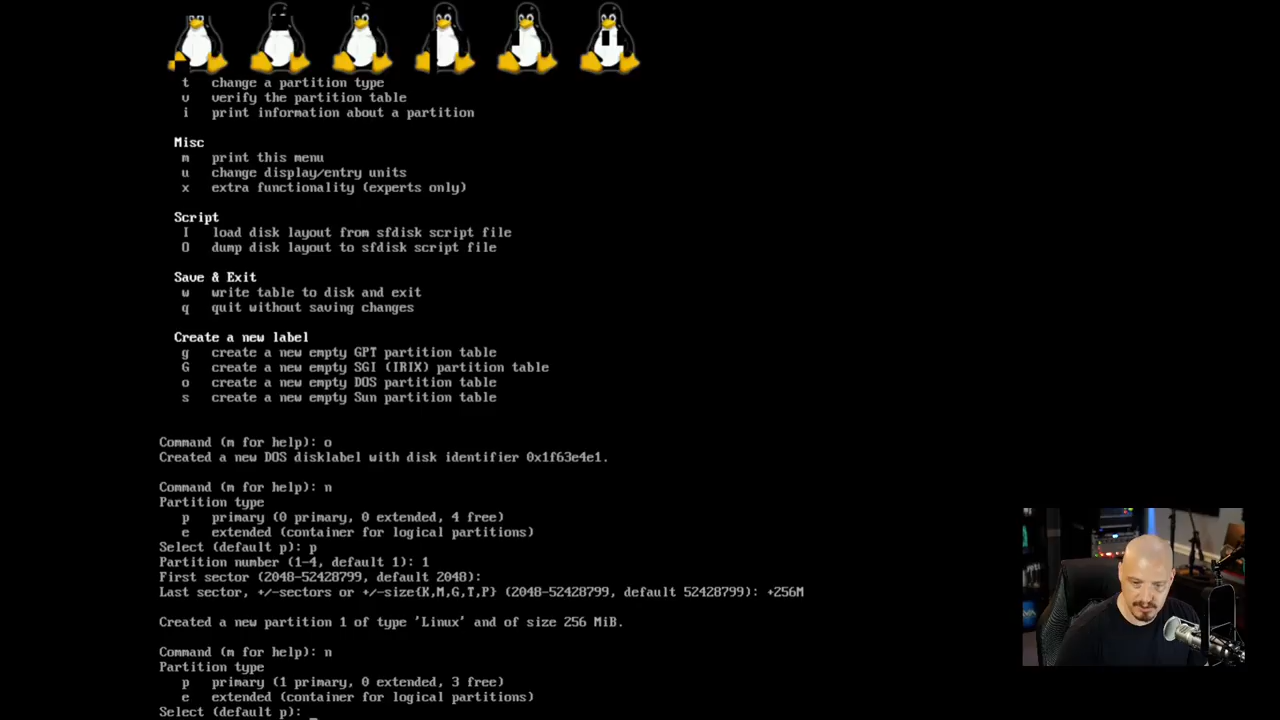 t change a partition type
v verify the partition table
i print information about a partition
Misc
m print this menu
u change display/entry units
x extra functionality (experts only)
Script
I load disk layout from sfdisk script file
O dump disk layout to sfdisk script file
Save & Exit
w write table to disk and exit
q quit without saving changes
Create a new label
g create a new empty GPT partition table
G create a new empty SGI (IRIX) partition table
o create a new empty DOS partition table
s create a new empty Sun partition table
Command (m for help): o
Created a new DOS disklabel with disk identifier 0x1f63e4e1.
Command (m for help): n
Partition type
p primary (0 primary, 0 extended, 4 free)
e extended (container for logical partitions)
Select (default p): p
Partition number (1-4, default 1): 1
First sector (2048-52428799, default 2048):
Last sector, +/-sectors or +/-size{K,M,G,T,P} (2048-52428799, default 52428799): +256M
Created a new partition 1 of type 'Linux' and of size 256 MiB.
Command (m for help): n
Partition type
p primary (1 primary, 0 extended, 3 free)
e extended (container for logical partitions)
Select (default p): _